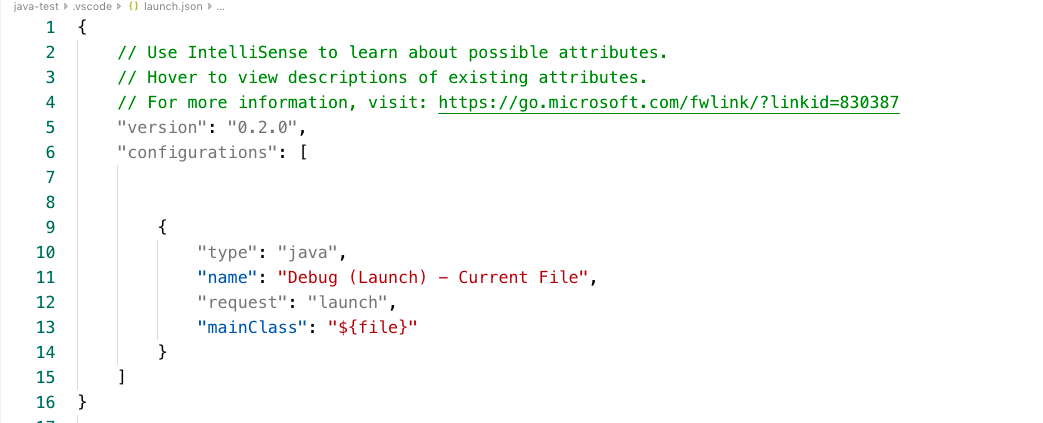 java-test .vscode {} launch.json ...
1 {
2 // Use IntelliSense to learn about possible attributes.
3 // Hover to view descriptions of existing attributes.
4 // For more information, visit: https://go.microsoft.com/fwlink/?linkid=830387
5 "version": "0.2.0",
6 "configurations": [
7
8
9 {
10 "type": "java",
11 "name": "Debug (Launch) – Current File",
12 "request": "launch",
13 "mainClass": "${file}"
14 }
15 ]
16 }
17